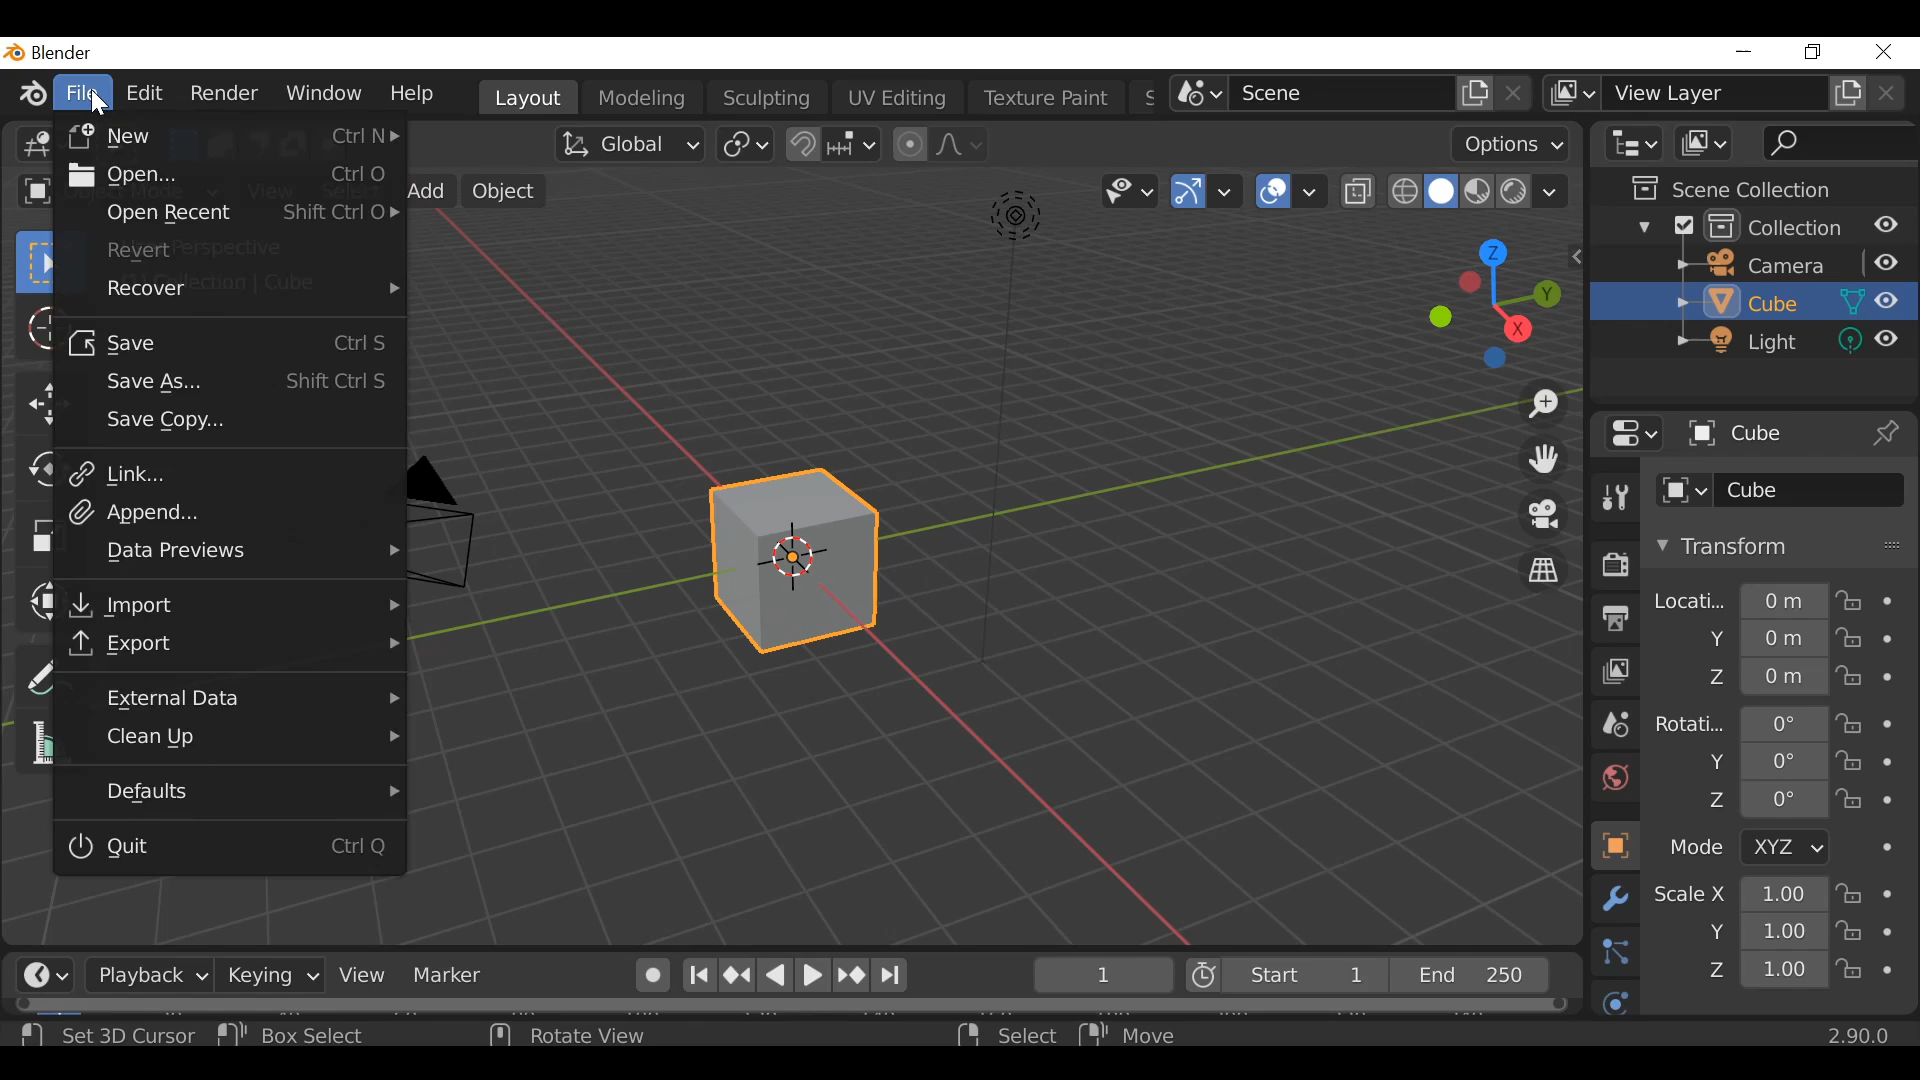 Blender
File Edit Render Window Help Layout Modeling Sculpting UV Editing Texture Paint S Scene View Layer
New Ctrl N
Global
Options
Open... Ctrl O
Add Object
Open Recent Shift Ctrl O
Revert
Perspective
Recover
Collection | Cube
Save Ctrl S
Save As... Shift Ctrl S
Save Copy...
Link...
Append...
Data Previews
Import
Export
External Data
Clean Up
Defaults
Quit Ctrl Q
Z
Y
X
Scene Collection
Collection
Camera
Cube
Light
Cube
Cube
Transform
Locati... 0 m
Y 0 m
Z 0 m
Rotati... 0°
Y 0°
Z 0°
Mode XYZ
Scale X 1.00
Y 1.00
Z 1.00
Playback Keying View Marker 1 Start 1 End 250
Set 3D Cursor Box Select Rotate View Select Move 2.90.0